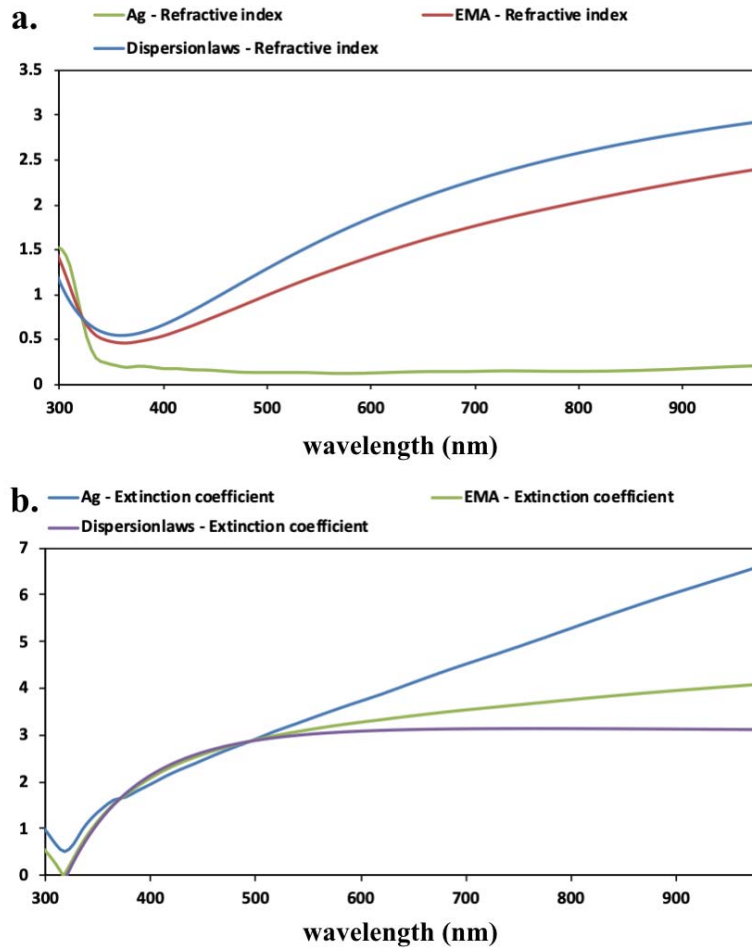 a.
Ag - Refractive index
EMA - Refractive index
Dispersionlaws - Refractive index
3.5
3
2.5
2
1.5
1
0.5
0
300 400 500 600 700 800 900
wavelength (nm)
b.
Ag - Extinction coefficient
EMA - Extinction coefficient
Dispersionlaws - Extinction coefficient
7
6
5
4
3
2
1
0
300 400 500 600 700 800 900
wavelength (nm)